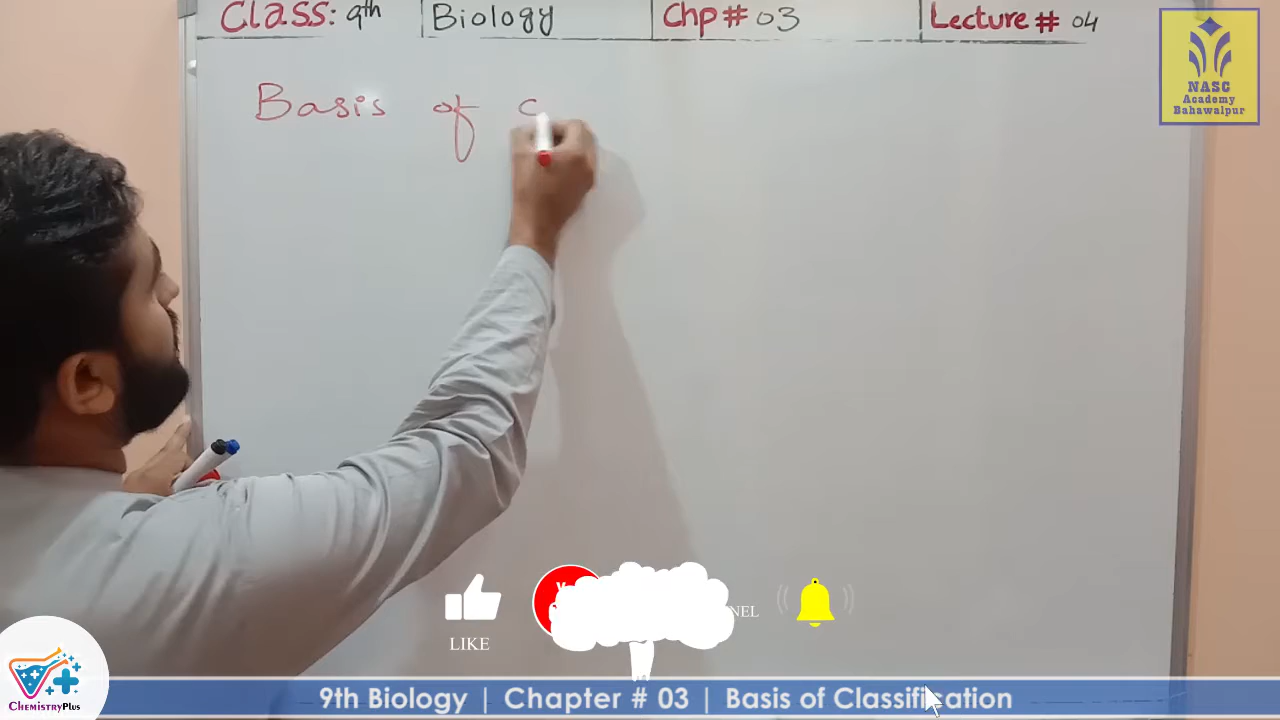 Class: 9th Biology Chp# 03 Lecture # 04
Basis of c
NASC
Academy
Bahawalpur
LIKE
NEL
ChemistryPlus
9th Biology | Chapter # 03 | Basis of Classification